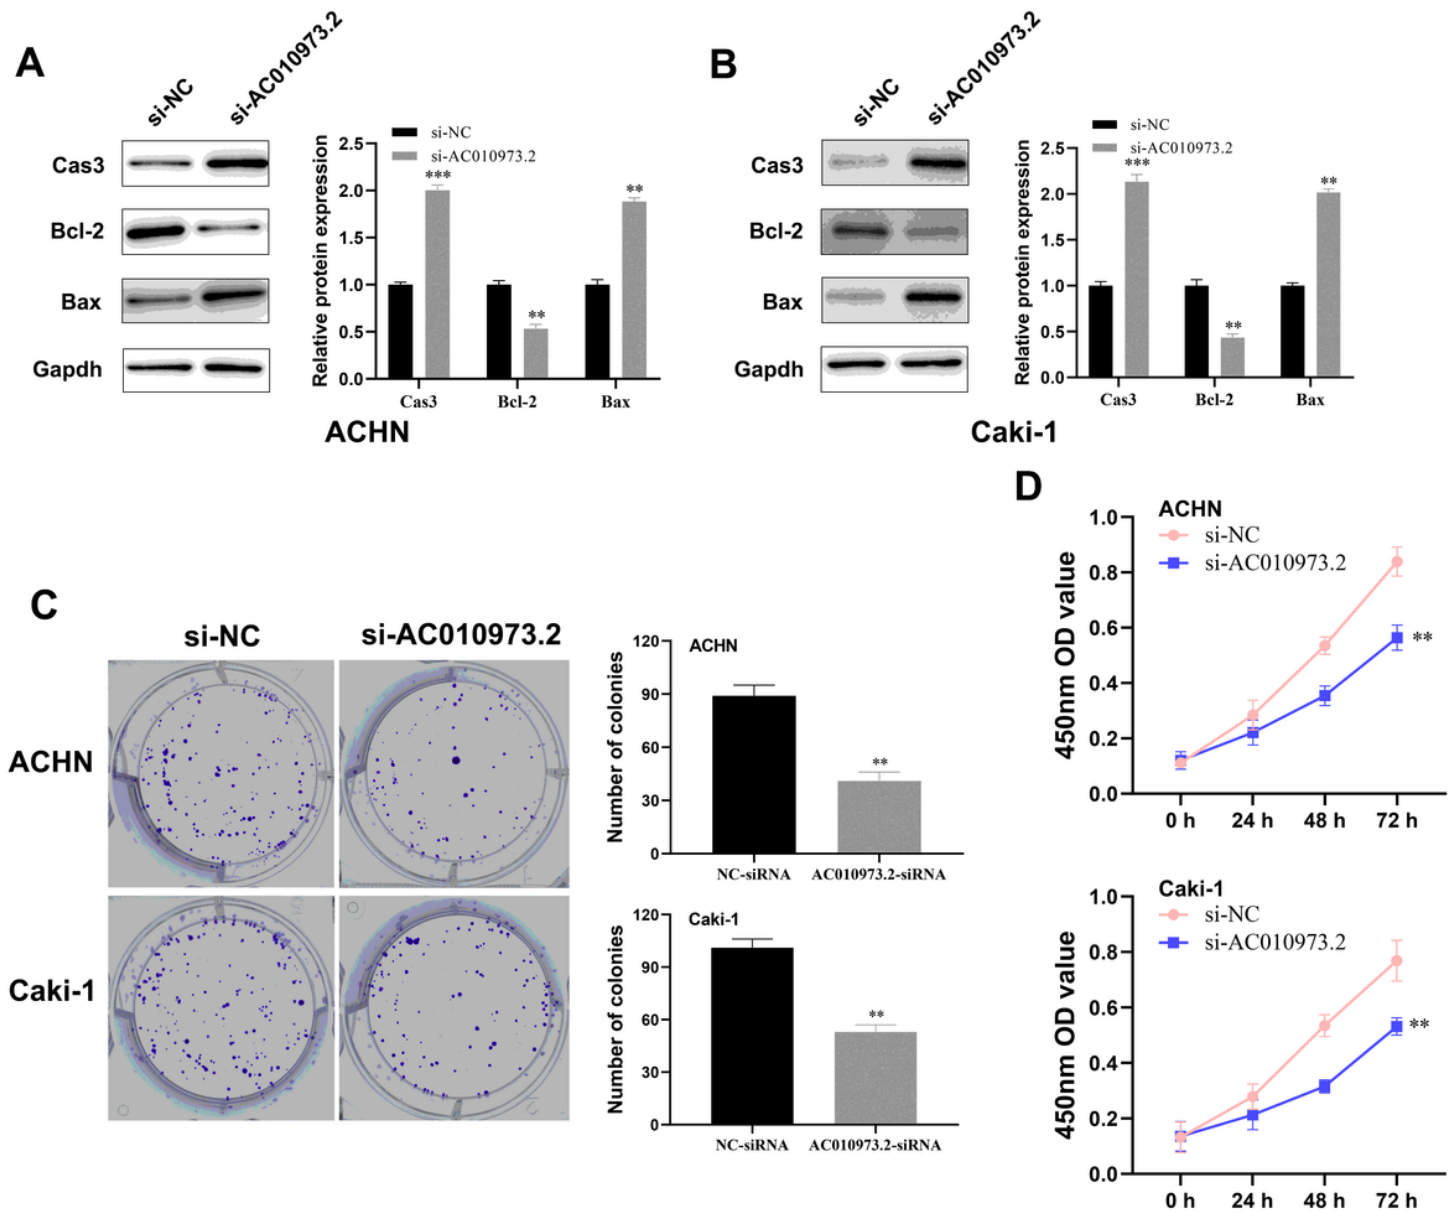 A
si-NC
si-AC010973.2
Cas3
Bcl-2
Bax
Gapdh
Relative protein expression
2.5
2.0
1.5
1.0
0.5
0.0
si-NC
si-AC010973.2
***
**
**
Cas3
Bcl-2
Bax
ACHN
B
si-NC
si-AC010973.2
Cas3
Bcl-2
Bax
Gapdh
Relative protein expression
2.5
2.0
1.5
1.0
0.5
0.0
si-NC
si-AC010973.2
***
**
**
Cas3
Bcl-2
Bax
Caki-1
C
si-NC
si-AC010973.2
ACHN
Caki-1
Number of colonies
120
90
60
30
0
ACHN
**
NC-siRNA
AC010973.2-siRNA
Number of colonies
120
90
60
30
0
Caki-1
**
NC-siRNA
AC010973.2-siRNA
D
450nm OD value
1.0
0.8
0.6
0.4
0.2
0.0
ACHN
si-NC
si-AC010973.2
**
0 h
24 h
48 h
72 h
450nm OD value
1.0
0.8
0.6
0.4
0.2
0.0
Caki-1
si-NC
si-AC010973.2
**
0 h
24 h
48 h
72 h